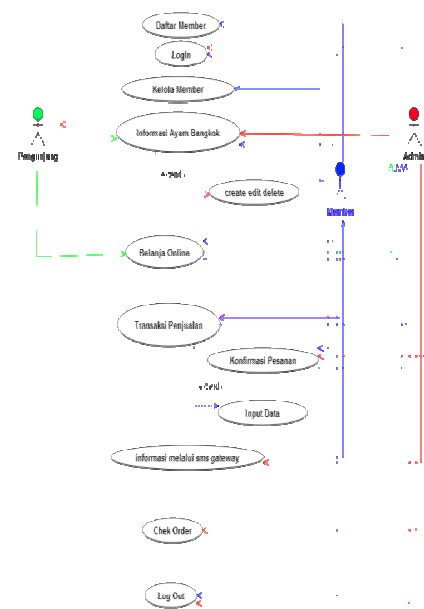 Daftar Member
Login
Kelola Member
Informasi Ayam Bangkok
Pengunjung
Admin
create edit delete
Member
Belanja Online
Transaksi Penjualan
Konfirmasi Pesanan
Input Data
informasi melalui sms gateway
Chek Order
Log Out